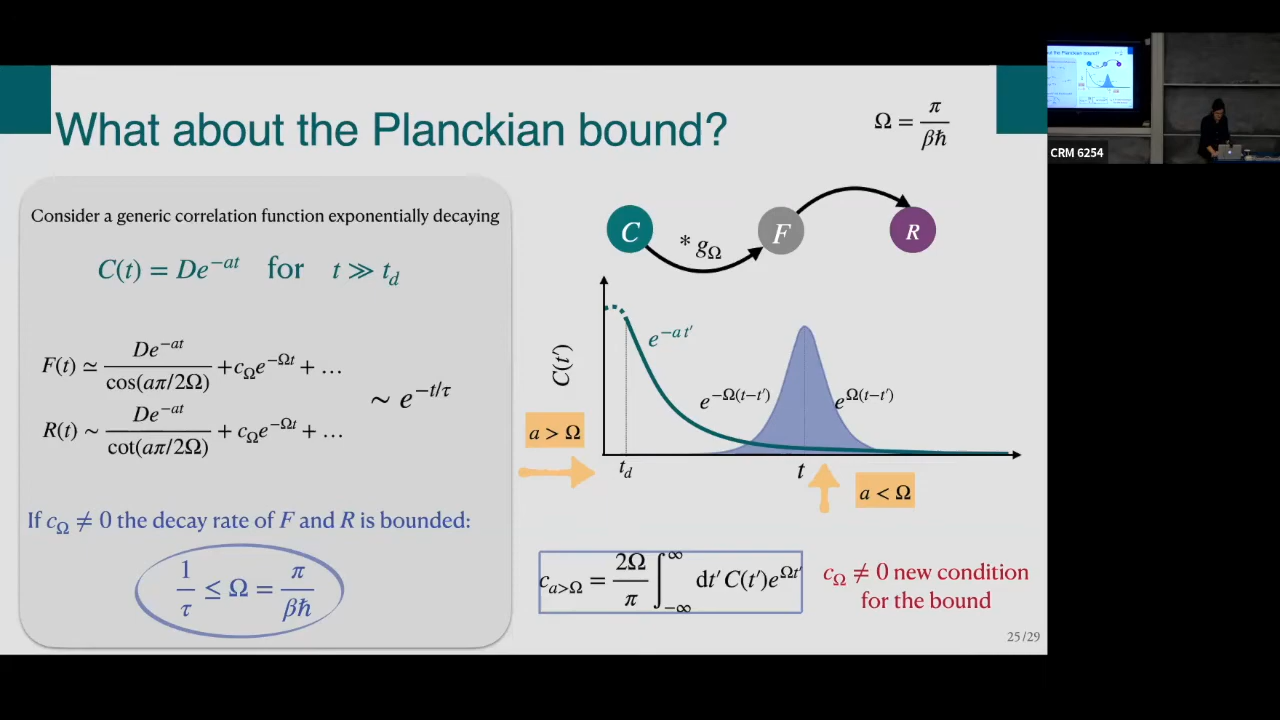 What about the Planckian bound?
Ω = π/βħ
Consider a generic correlation function exponentially decaying
C(t) = De^{-at} for t ≫ t_d
F(t) ≃ De^{-at}/cos(aπ/2Ω) + c_Ω e^{-Ωt} + …
R(t) ∼ De^{-at}/cot(aπ/2Ω) + c_Ω e^{-Ωt} + …
∼ e^{-t/τ}
If c_Ω ≠ 0 the decay rate of F and R is bounded:
1/τ ≤ Ω = π/βħ
C
* g_Ω
F
R
C(t')
e^{-a t'}
e^{-Ω(t-t')}
e^{Ω(t-t')}
a > Ω
t_d
t
a < Ω
c_{a>Ω} = 2Ω/π ∫_{-∞}^{∞} dt' C(t')e^{Ωt'}
c_Ω ≠ 0 new condition
for the bound
25/29
CRM 6254